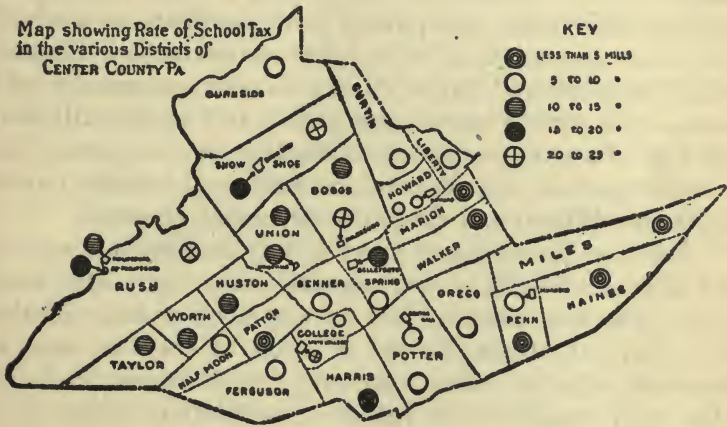 Map showing Rate of School Tax
in the various Districts of
CENTER COUNTY PA
KEY
LESS THAN 5 MILLS
5 TO 10 "
10 TO 15 "
15 TO 20 "
20 TO 25 "
BURNSIDE
CURTIN
SNOW
SHOE
LIBERTY
BOGGS
HOWARD
MARION
UNION
WALKER
MILES
RUSH
HUSTON
BENNER
BELLEFONTE
SPRING
GREGG
HAINES
WORTH
PATTON
COLLEGE
STATE COLLEGE
PENN
TAYLOR
HALF MOON
POTTER
FERGUSON
HARRIS